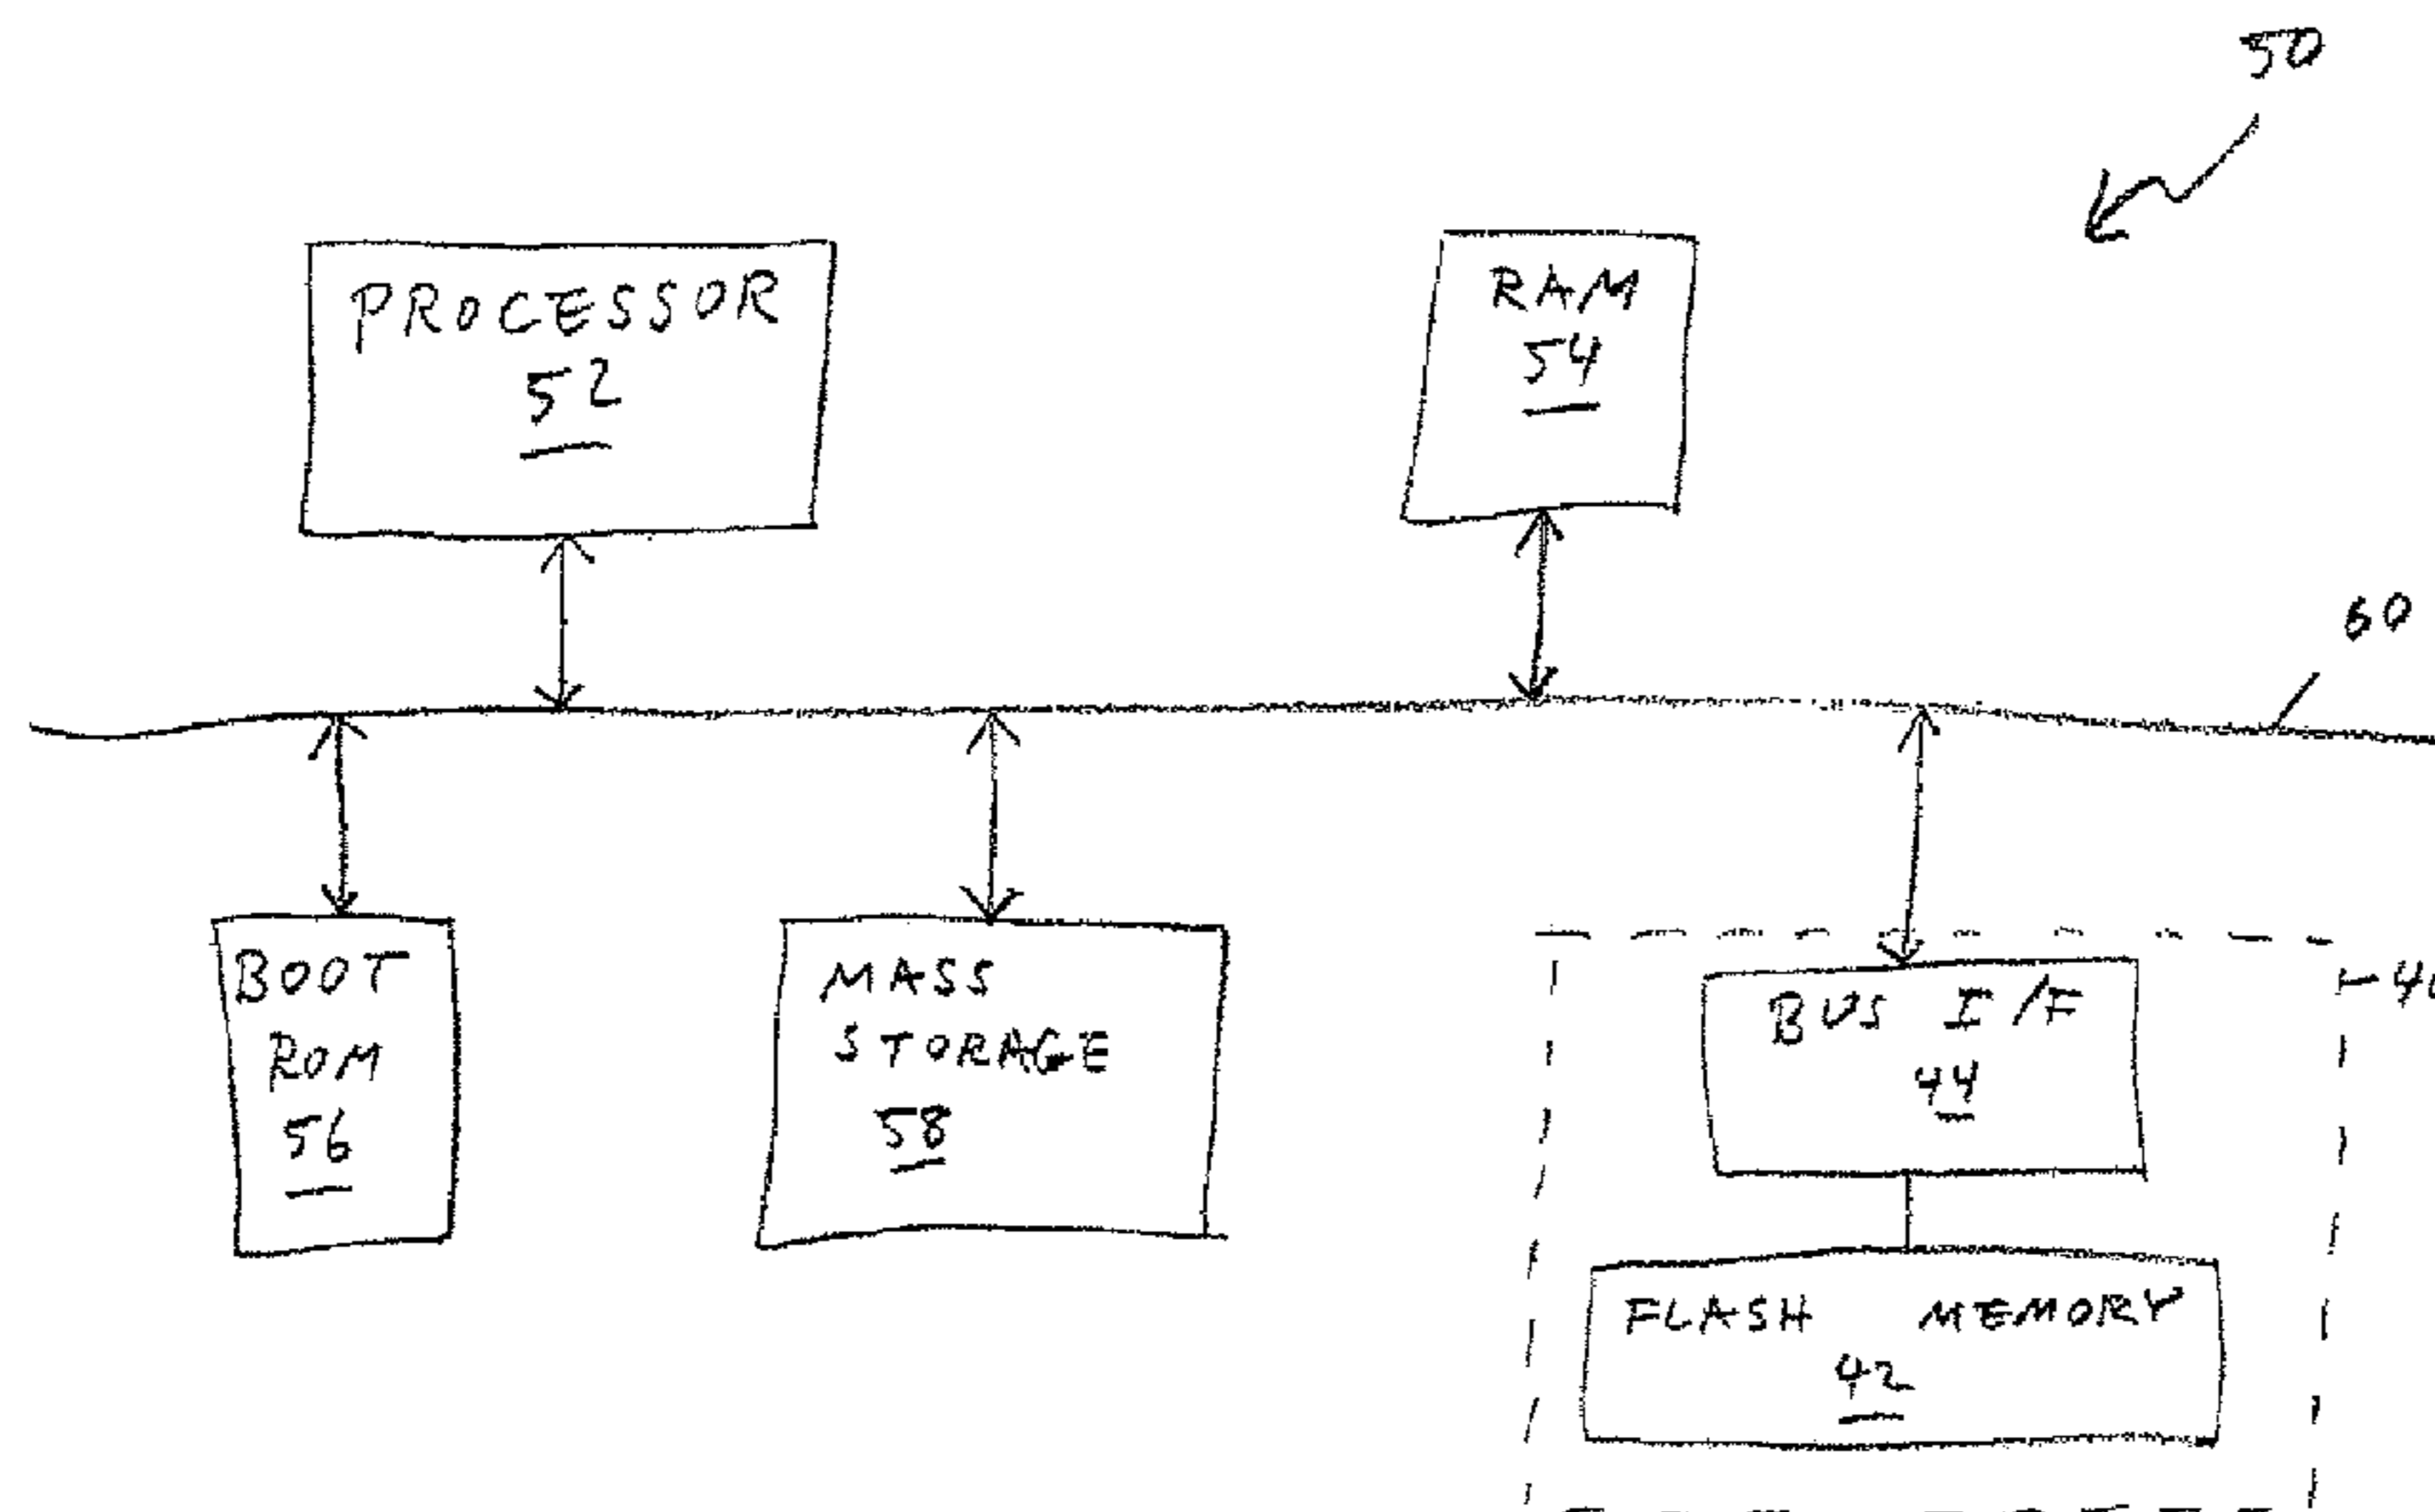 50
PROCESSOR
52
RAM
54
60
BOOT
ROM
56
MASS
STORAGE
58
BUS I/F
44
FLASH MEMORY
42